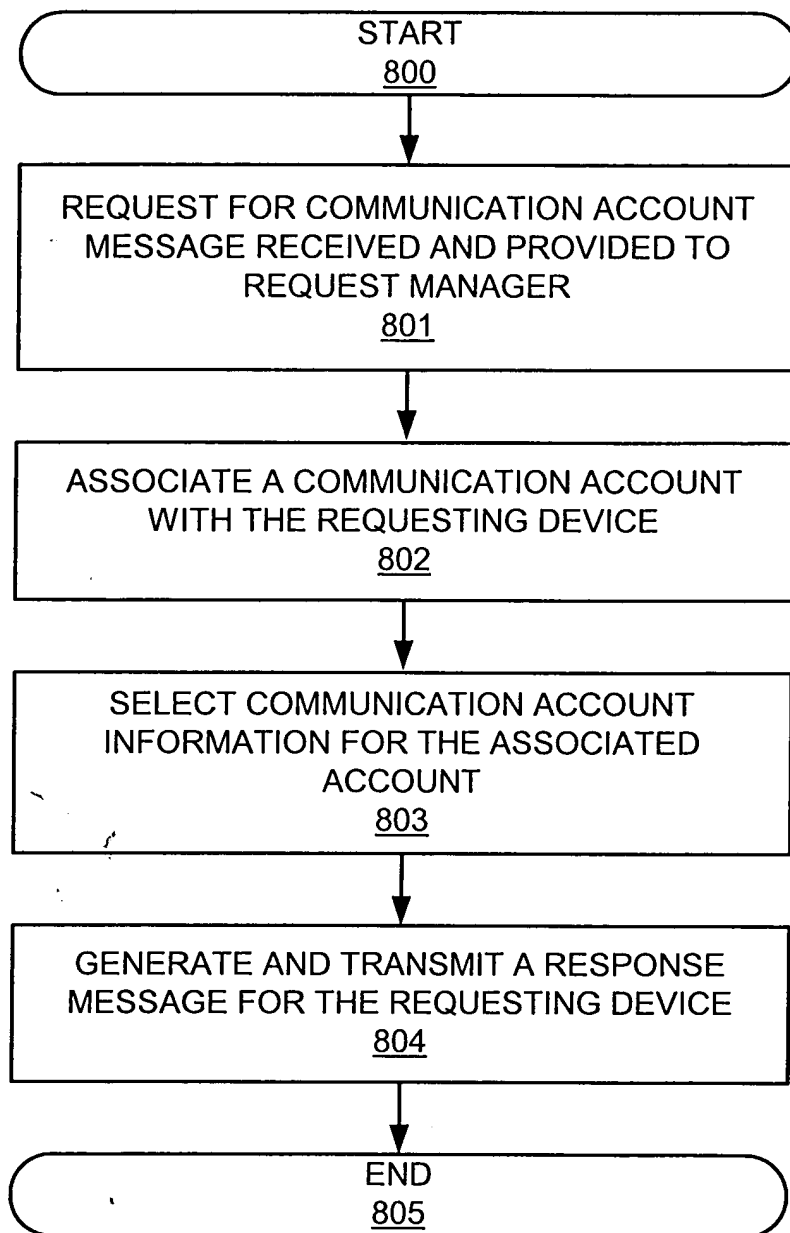 START
800
REQUEST FOR COMMUNICATION ACCOUNT
MESSAGE RECEIVED AND PROVIDED TO
REQUEST MANAGER
801
ASSOCIATE A COMMUNICATION ACCOUNT
WITH THE REQUESTING DEVICE
802
SELECT COMMUNICATION ACCOUNT
INFORMATION FOR THE ASSOCIATED
ACCOUNT
803
GENERATE AND TRANSMIT A RESPONSE
MESSAGE FOR THE REQUESTING DEVICE
804
END
805